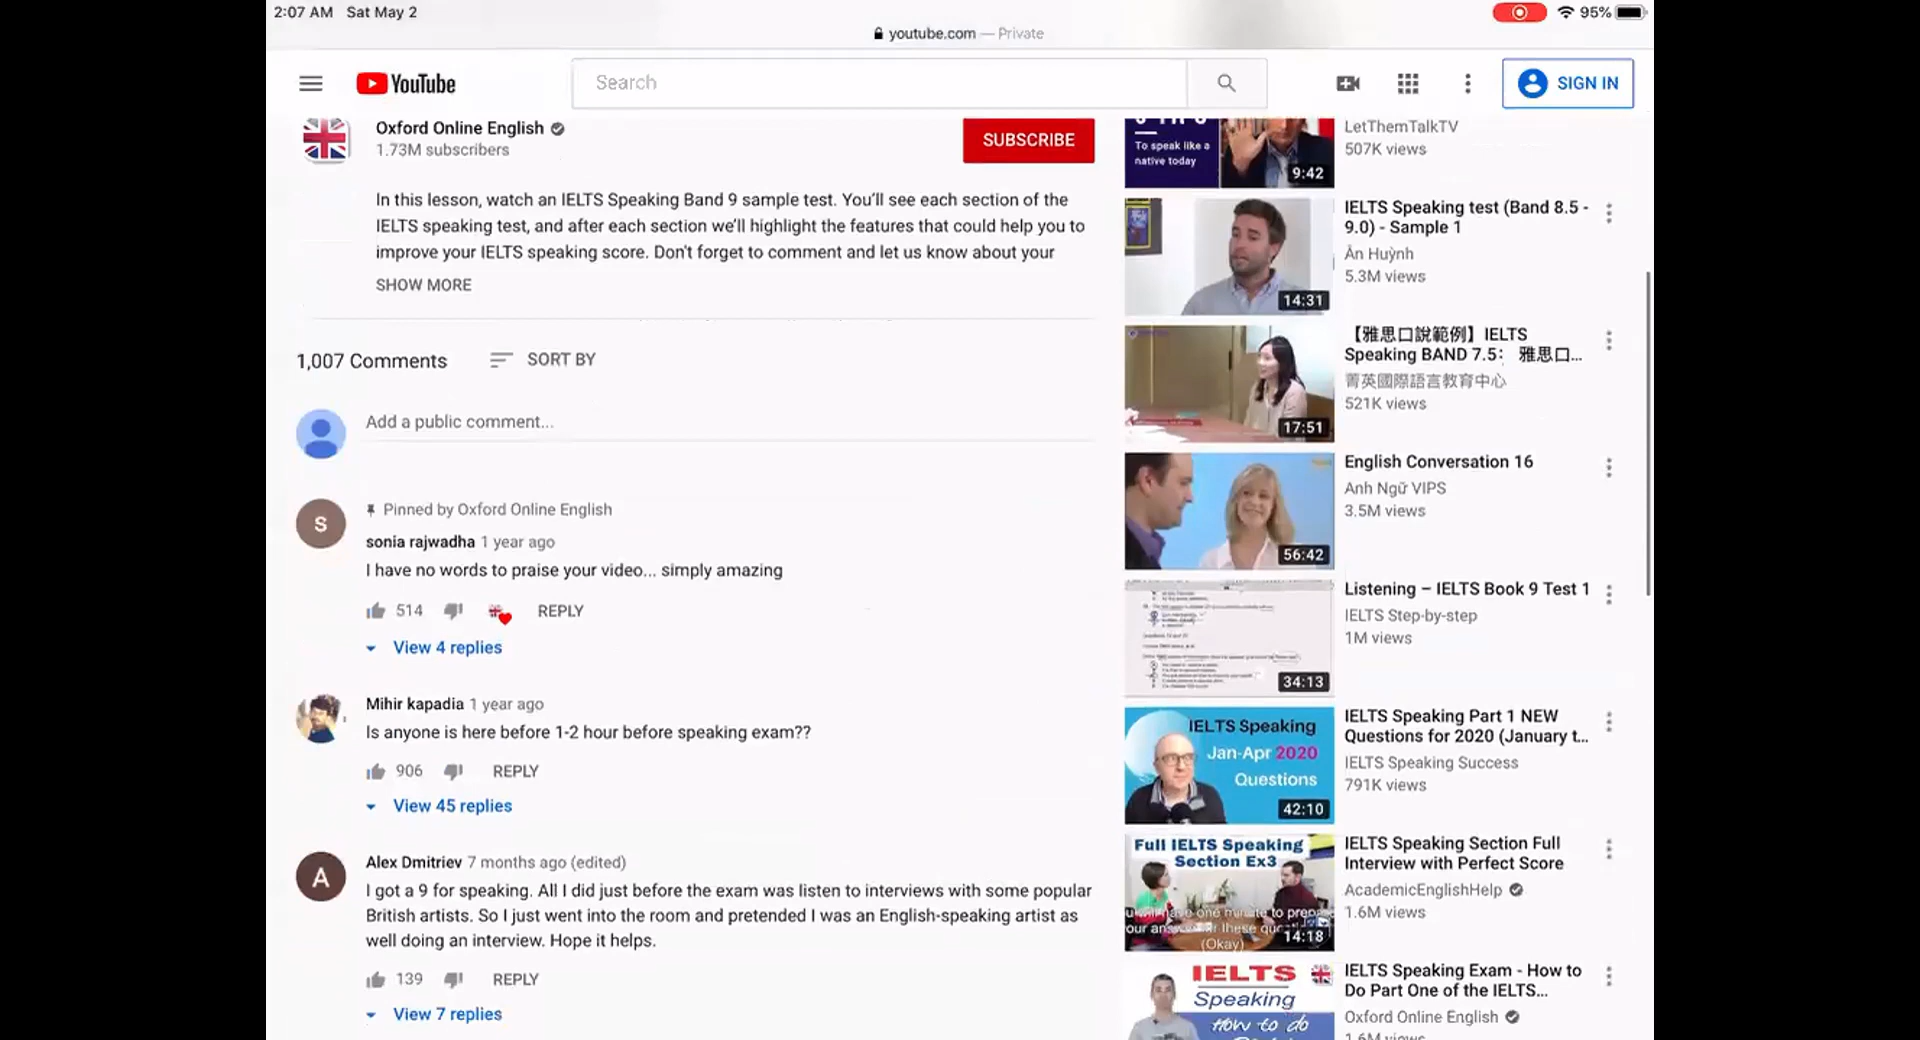 2:07 AM Sat May 2
95%
youtube.com — Private
YouTube
Search
SIGN IN
Oxford Online English
1.73M subscribers
SUBSCRIBE
In this lesson, watch an IELTS Speaking Band 9 sample test. You’ll see each section of the
IELTS speaking test, and after each section we’ll highlight the features that could help you to
improve your IELTS speaking score. Don't forget to comment and let us know about your
SHOW MORE
1,007 Comments
SORT BY
Add a public comment...
S
Pinned by Oxford Online English
sonia rajwadha 1 year ago
I have no words to praise your video... simply amazing
514
REPLY
View 4 replies
Mihir kapadia 1 year ago
Is anyone is here before 1-2 hour before speaking exam??
906
REPLY
View 45 replies
A
Alex Dmitriev 7 months ago (edited)
I got a 9 for speaking. All I did just before the exam was listen to interviews with some popular
British artists. So I just went into the room and pretended I was an English-speaking artist as
well doing an interview. Hope it helps.
139
REPLY
View 7 replies
To speak like a
native today
9:42
LetThemTalkTV
507K views
14:31
IELTS Speaking test (Band 8.5 -
9.0) - Sample 1
Ân Huỳnh
5.3M views
17:51
【雅思口說範例】IELTS
Speaking BAND 7.5： 雅思口...
菁英國際語言教育中心
521K views
56:42
English Conversation 16
Anh Ngữ VIPS
3.5M views
34:13
Listening – IELTS Book 9 Test 1
IELTS Step-by-step
1M views
IELTS Speaking
Jan-Apr 2020
Questions
42:10
IELTS Speaking Part 1 NEW
Questions for 2020 (January t...
IELTS Speaking Success
791K views
Full IELTS Speaking
Section Ex3
u will have one minute to prep
(Okay)
14:18
IELTS Speaking Section Full
Interview with Perfect Score
AcademicEnglishHelp
1.6M views
IELTS
Speaking
How to do
IELTS Speaking Exam - How to
Do Part One of the IELTS...
Oxford Online English
1.6M views